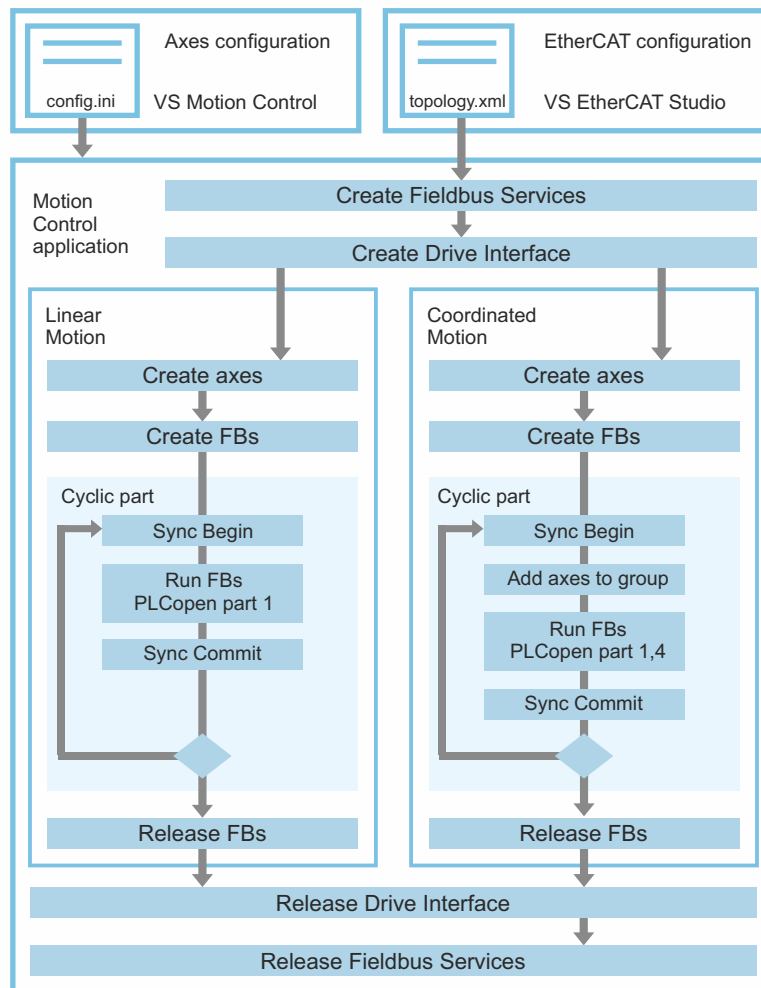 Axes configuration
config.ini
VS Motion Control
EtherCAT configuration
topology.xml
VS EtherCAT Studio
Motion
Control
application
Create Fieldbus Services
Create Drive Interface
Linear
Motion
Create axes
Create FBs
Cyclic part
Sync Begin
Run FBs
PLCopen part 1
Sync Commit
Release FBs
Coordinated
Motion
Create axes
Create FBs
Cyclic part
Sync Begin
Add axes to group
Run FBs
PLCopen part 1,4
Sync Commit
Release FBs
Release Drive Interface
Release Fieldbus Services